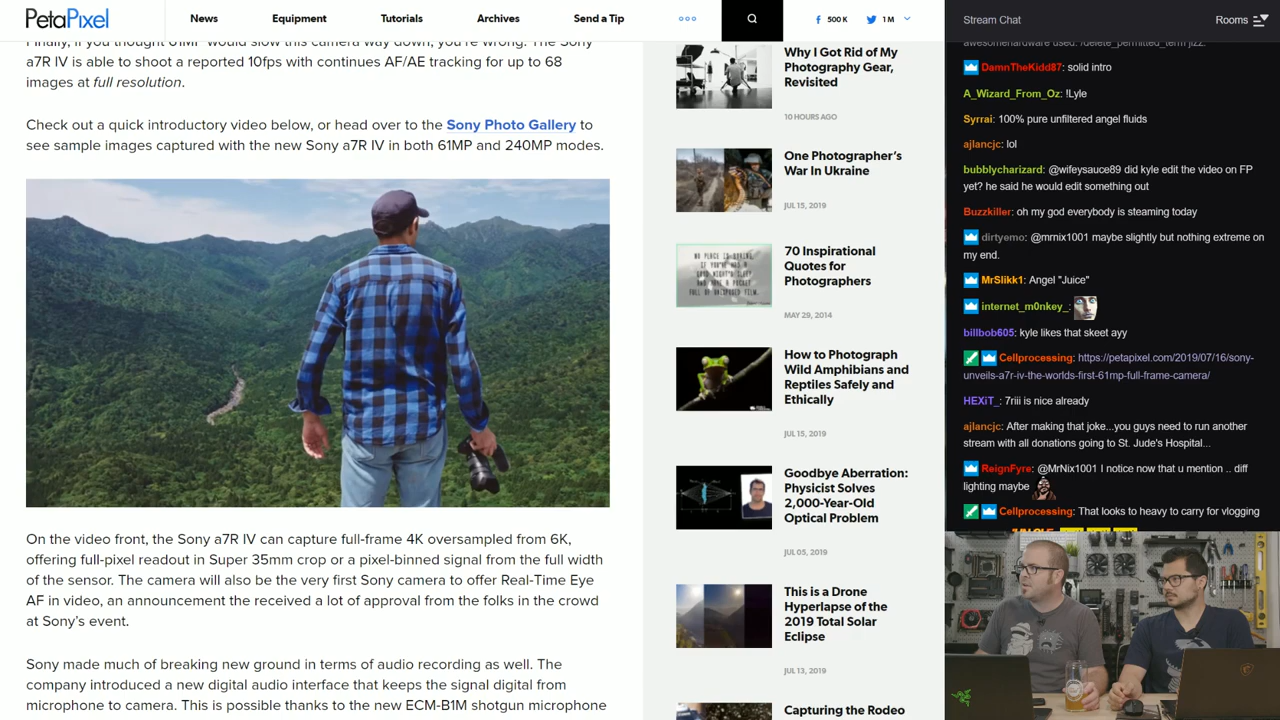 PetaPixel
News
Equipment
Tutorials
Archives
Send a Tip
500 K
1 M
Finally, if you thought 61MP would slow this camera way down, you're wrong. The Sony
a7R IV is able to shoot a reported 10fps with continues AF/AE tracking for up to 68
images at full resolution.
Check out a quick introductory video below, or head over to the Sony Photo Gallery to
see sample images captured with the new Sony a7R IV in both 61MP and 240MP modes.
On the video front, the Sony a7R IV can capture full-frame 4K oversampled from 6K,
offering full-pixel readout in Super 35mm crop or a pixel-binned signal from the full width
of the sensor. The camera will also be the very first Sony camera to offer Real-Time Eye
AF in video, an announcement the received a lot of approval from the folks in the crowd
at Sony's event.
Sony made much of breaking new ground in terms of audio recording as well. The
company introduced a new digital audio interface that keeps the signal digital from
microphone to camera. This is possible thanks to the new ECM-B1M shotgun microphone
Why I Got Rid of My
Photography Gear,
Revisited
10 HOURS AGO
One Photographer's
War In Ukraine
JUL 15, 2019
70 Inspirational
Quotes for
Photographers
MAY 29, 2014
How to Photograph
Wild Amphibians and
Reptiles Safely and
Ethically
JUL 15, 2019
Goodbye Aberration:
Physicist Solves
2,000-Year-Old
Optical Problem
JUL 05, 2019
This is a Drone
Hyperlapse of the
2019 Total Solar
Eclipse
JUL 13, 2019
Capturing the Rodeo
Stream Chat
Rooms
awesomehardware used: /delete_permitted_term jizz.
DamnTheKidd87: solid intro
A_Wizard_From_Oz: !Lyle
Syrrai: 100% pure unfiltered angel fluids
ajlancjc: lol
bubblycharizard: @wifeysauce89 did kyle edit the video on FP
yet? he said he would edit something out
Buzzkiller: oh my god everybody is steaming today
dirtyemo: @mrnix1001 maybe slightly but nothing extreme on
my end.
MrSlikk1: Angel "Juice"
internet_m0nkey_:
billbob605: kyle likes that skeet ayy
Cellprocessing: https://petapixel.com/2019/07/16/sony-
unveils-a7r-iv-the-worlds-first-61mp-full-frame-camera/
HEXiT_: 7riii is nice already
ajlancjc: After making that joke...you guys need to run another
stream with all donations going to St. Jude's Hospital...
ReignFyre: @MrNix1001 I notice now that u mention .. diff
lighting maybe
Cellprocessing: That looks to heavy to carry for vlogging